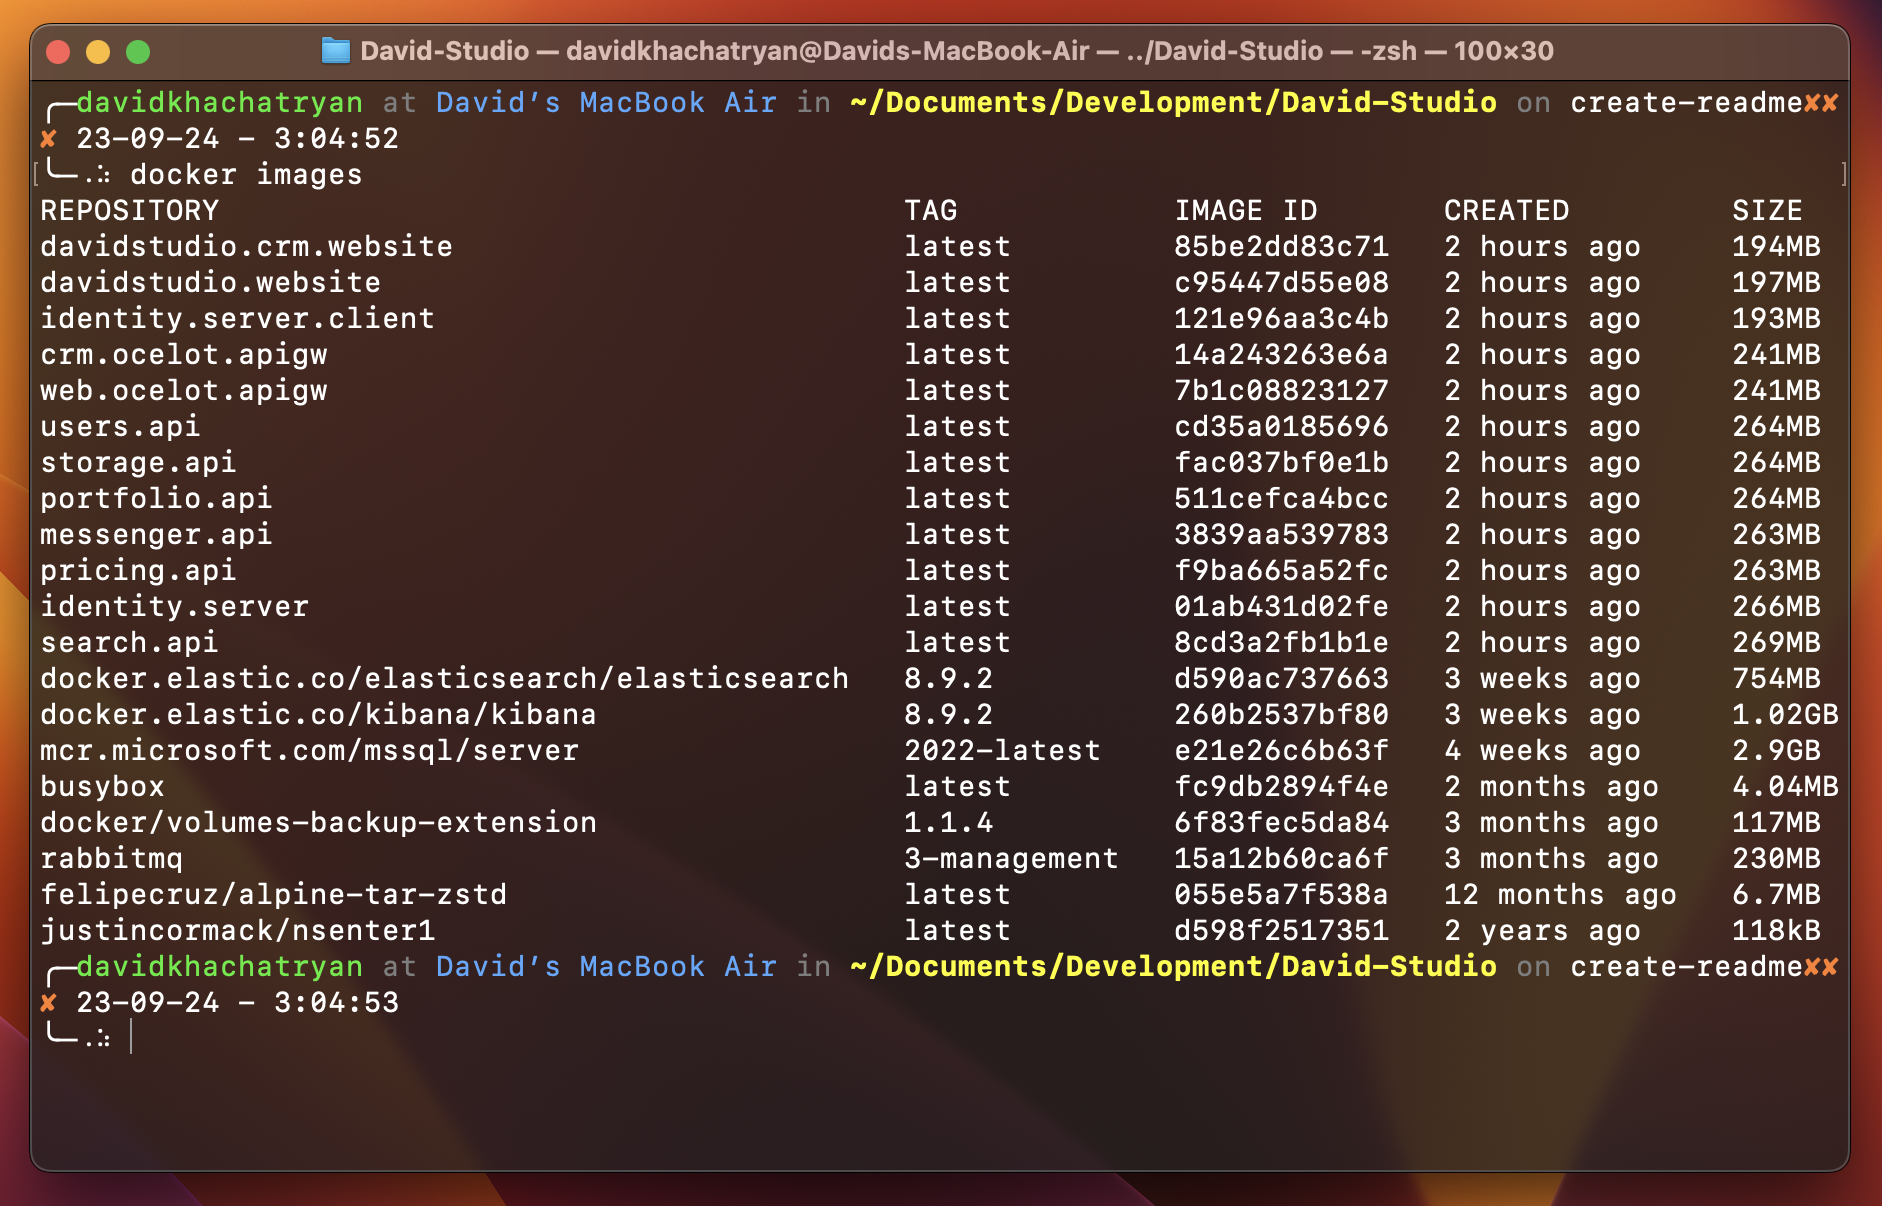 David-Studio — davidkhachatryan@Davids-MacBook-Air — ../David-Studio — -zsh — 100×30
╭─davidkhachatryan at David’s MacBook Air in ~/Documents/Development/David-Studio on create-readme✘✘
✘ 23-09-24 - 3:04:52
╰─⠠⠵ docker images
REPOSITORY TAG IMAGE ID CREATED SIZE
davidstudio.crm.website latest 85be2dd83c71 2 hours ago 194MB
davidstudio.website latest c95447d55e08 2 hours ago 197MB
identity.server.client latest 121e96aa3c4b 2 hours ago 193MB
crm.ocelot.apigw latest 14a243263e6a 2 hours ago 241MB
web.ocelot.apigw latest 7b1c08823127 2 hours ago 241MB
users.api latest cd35a0185696 2 hours ago 264MB
storage.api latest fac037bf0e1b 2 hours ago 264MB
portfolio.api latest 511cefca4bcc 2 hours ago 264MB
messenger.api latest 3839aa539783 2 hours ago 263MB
pricing.api latest f9ba665a52fc 2 hours ago 263MB
identity.server latest 01ab431d02fe 2 hours ago 266MB
search.api latest 8cd3a2fb1b1e 2 hours ago 269MB
docker.elastic.co/elasticsearch/elasticsearch 8.9.2 d590ac737663 3 weeks ago 754MB
docker.elastic.co/kibana/kibana 8.9.2 260b2537bf80 3 weeks ago 1.02GB
mcr.microsoft.com/mssql/server 2022-latest e21e26c6b63f 4 weeks ago 2.9GB
busybox latest fc9db2894f4e 2 months ago 4.04MB
docker/volumes-backup-extension 1.1.4 6f83fec5da84 3 months ago 117MB
rabbitmq 3-management 15a12b60ca6f 3 months ago 230MB
felipecruz/alpine-tar-zstd latest 055e5a7f538a 12 months ago 6.7MB
justincormack/nsenter1 latest d598f2517351 2 years ago 118kB
╭─davidkhachatryan at David’s MacBook Air in ~/Documents/Development/David-Studio on create-readme✘✘
✘ 23-09-24 - 3:04:53
╰─⠠⠵